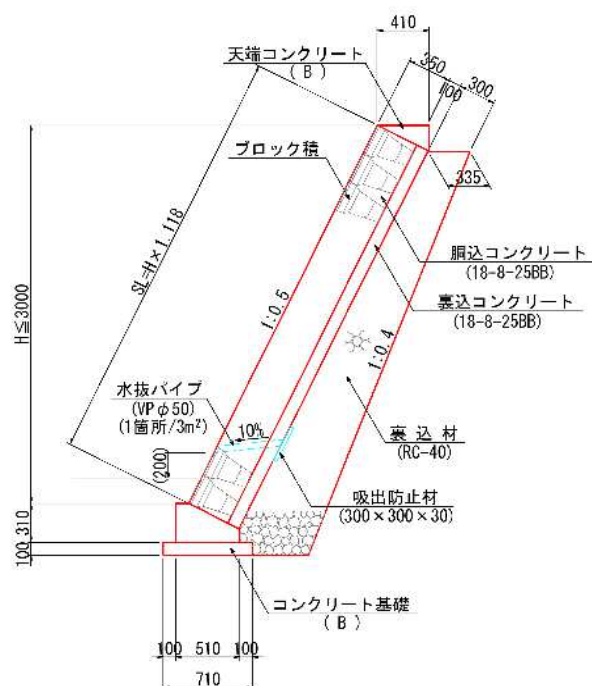 410
天端コンクリート
( B )
350
100
300
ブロック積
335
SL=H×1.118
H≦3000
胴込コンクリート
(18-8-25BB)
裏込コンクリート
(18-8-25BB)
1:0.5
1:0.4
水抜パイプ
(VPφ50)
(1箇所/3m²)
10%
裏込材
(RC-40)
(200)
吸出防止材
(300×300×30)
310
100
コンクリート基礎
( B )
100 510 100
710